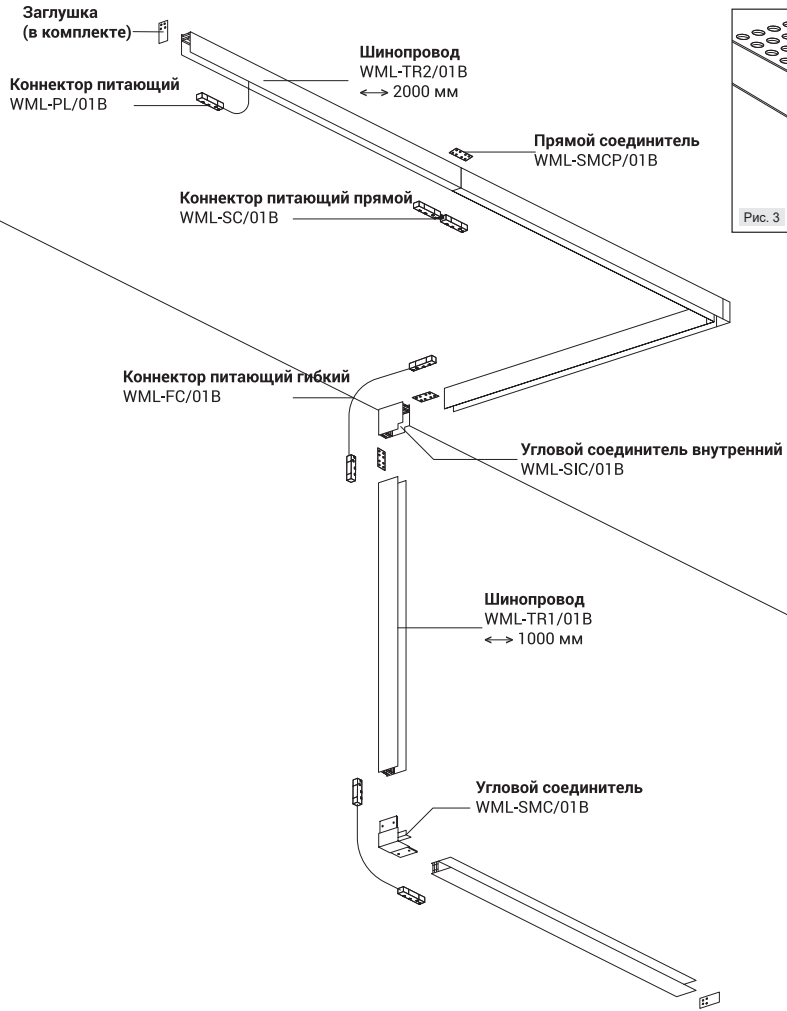 Заглушка
(в комплекте)
Шинопровод
WML-TR2/01B
<--> 2000 мм
Коннектор питающий
WML-PL/01B
Прямой соединитель
WML-SMCP/01B
Коннектор питающий прямой
WML-SC/01B
Рис. 3
Коннектор питающий гибкий
WML-FC/01B
Угловой соединитель внутренний
WML-SIC/01B
Шинопровод
WML-TR1/01B
<--> 1000 мм
Угловой соединитель
WML-SMC/01B